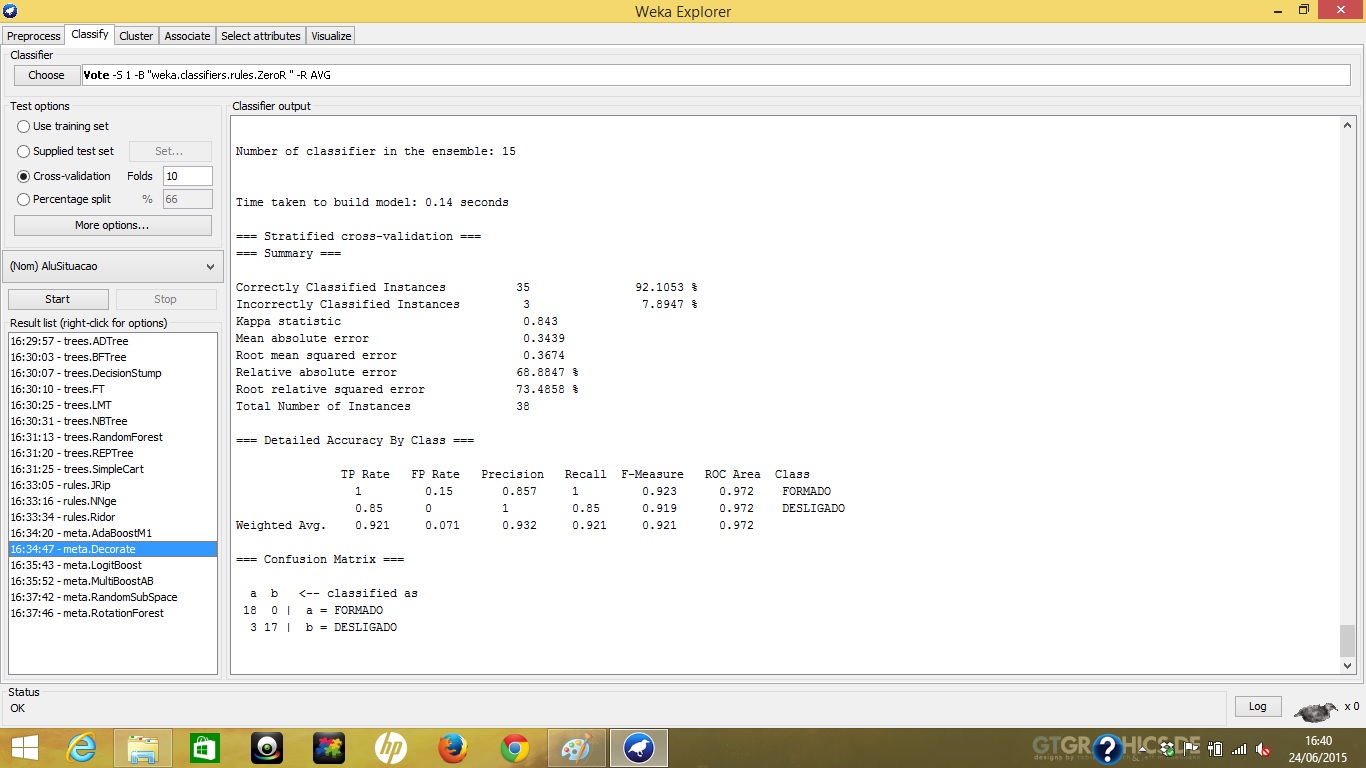 Weka Explorer
Preprocess Classify Cluster Associate Select attributes Visualize
Classifier
Choose Vote -S 1 -B "weka.classifiers.rules.ZeroR " -R AVG
Test options
Use training set
Supplied test set Set...
Cross-validation Folds 10
Percentage split % 66
More options...
(Nom) AluSituacao
Start Stop
Result list (right-click for options)
16:29:57 - trees.ADTree
16:30:03 - trees.BFTree
16:30:07 - trees.DecisionStump
16:30:10 - trees.FT
16:30:25 - trees.LMT
16:30:31 - trees.NBTree
16:31:13 - trees.RandomForest
16:31:20 - trees.REPTree
16:31:25 - trees.SimpleCart
16:33:05 - rules.JRip
16:33:16 - rules.NNge
16:33:34 - rules.Ridor
16:34:20 - meta.AdaBoostM1
16:34:47 - meta.Decorate
16:35:43 - meta.LogitBoost
16:35:52 - meta.MultiBoostAB
16:37:42 - meta.RandomSubSpace
16:37:46 - meta.RotationForest
Classifier output
Number of classifier in the ensemble: 15
Time taken to build model: 0.14 seconds
=== Stratified cross-validation ===
=== Summary ===
Correctly Classified Instances 35 92.1053 %
Incorrectly Classified Instances 3 7.8947 %
Kappa statistic 0.843
Mean absolute error 0.3439
Root mean squared error 0.3674
Relative absolute error 68.8847 %
Root relative squared error 73.4858 %
Total Number of Instances 38
=== Detailed Accuracy By Class ===
TP Rate FP Rate Precision Recall F-Measure ROC Area Class
1 0.15 0.857 1 0.923 0.972 FORMADO
0.85 0 1 0.85 0.919 0.972 DESLIGADO
Weighted Avg. 0.921 0.071 0.932 0.921 0.921 0.972
=== Confusion Matrix ===
a b <-- classified as
18 0 | a = FORMADO
3 17 | b = DESLIGADO
Status
OK
Log x 0
hp
16:40
24/06/2015